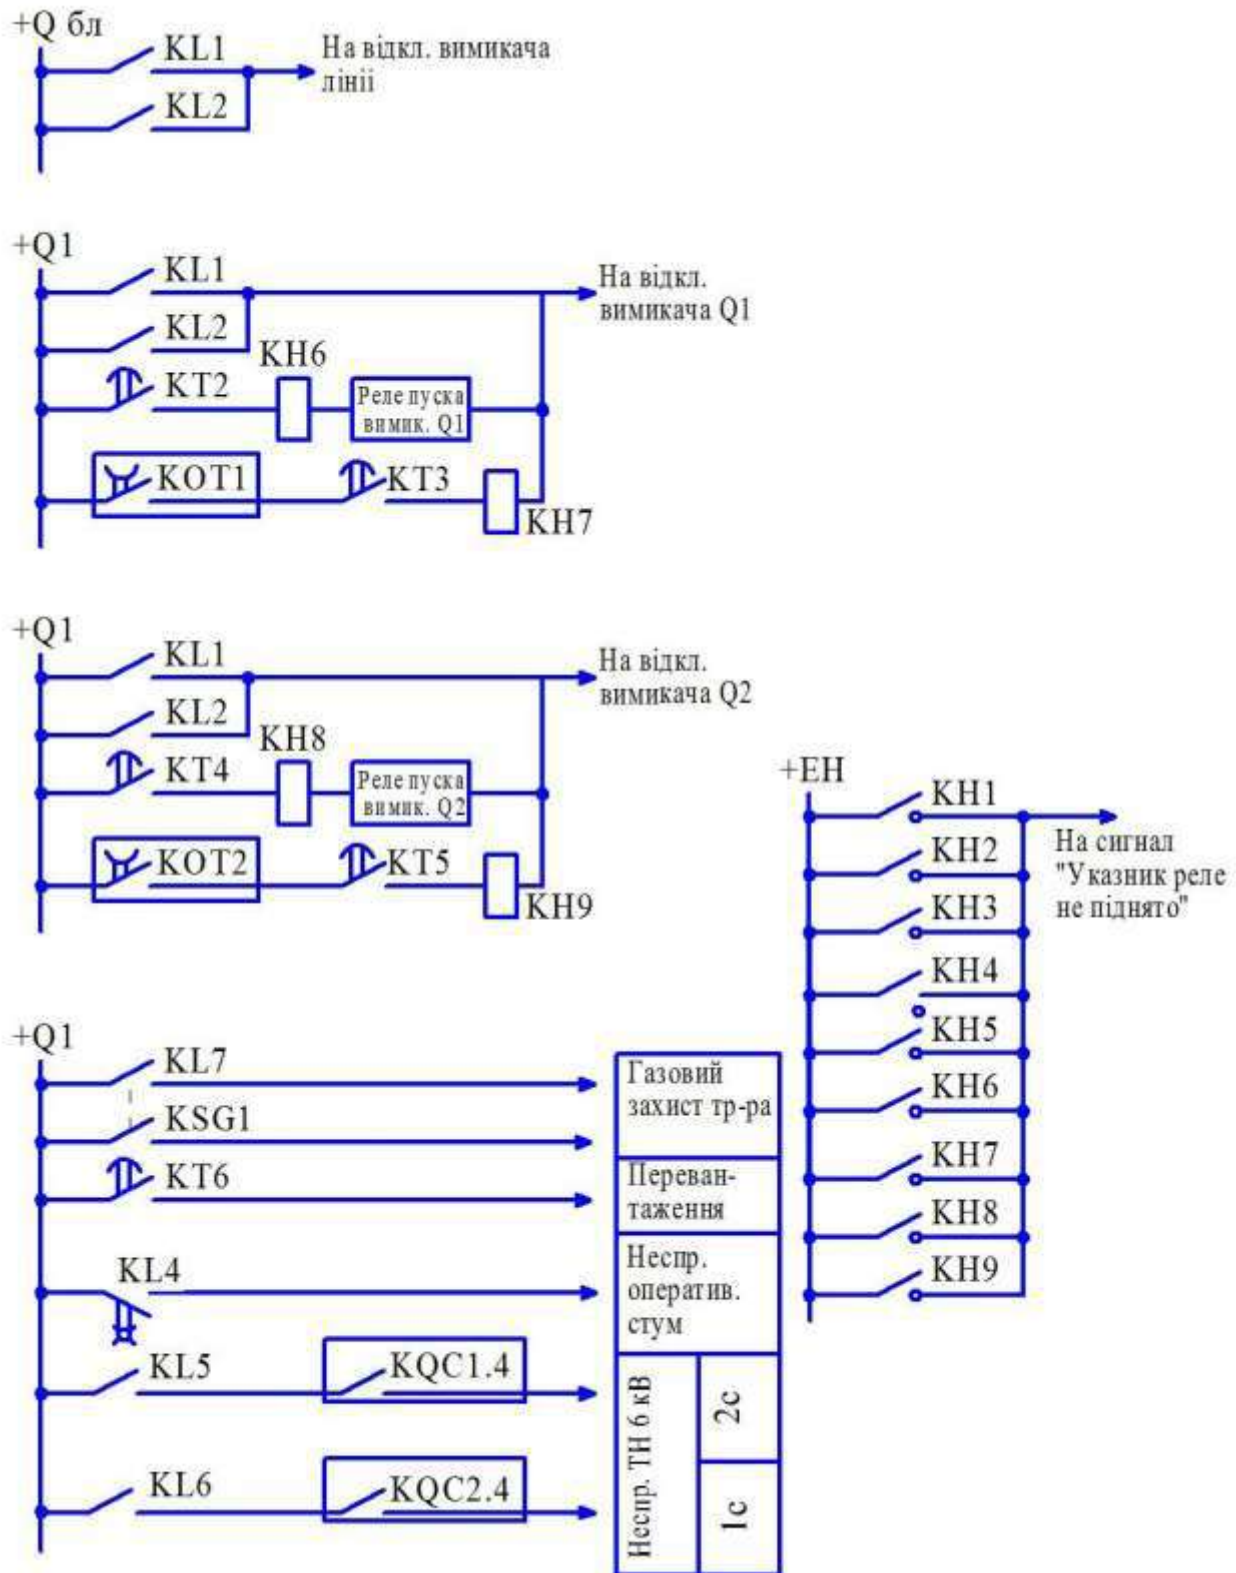 +Q бл
KL1
На відкл. вимикача
лініі
KL2
+Q1
KL1
На відкл.
вимикача Q1
KL2
KH6
KT2
Реле пуска
вимик. Q1
KOT1
KT3
KH7
+Q1
KL1
На відкл.
вимикача Q2
KL2
KH8
KT4
Реле пуска
вимик. Q2
KOT2
KT5
KH9
+EH
KH1
На сигнал
"Указник реле
не піднято"
KH2
KH3
KH4
KH5
KH6
KH7
KH8
KH9
+Q1
KL7
Газовий
захист тр-ра
KSG1
KT6
Переван-
таження
KL4
Неспр.
оператив.
стум
KL5
KQC1.4
Неспр. ТН 6 кВ
2с
KL6
KQC2.4
1с